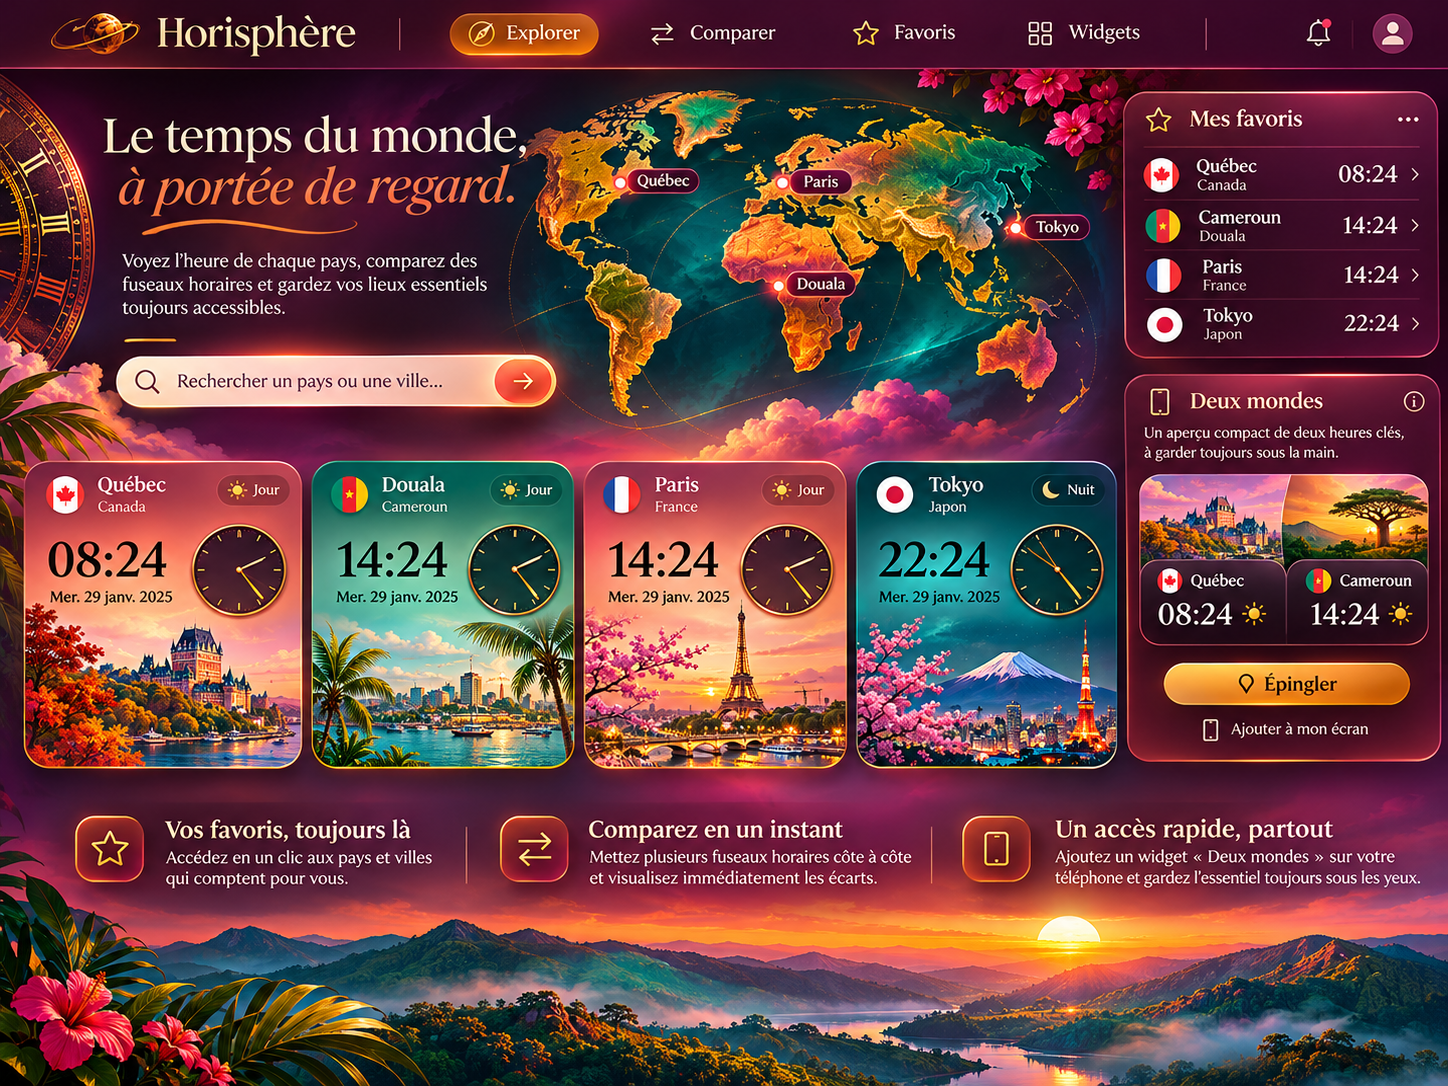 Horisphère
Explorer
Comparer
Favoris
Widgets
Le temps du monde,
à portée de regard.
Voyez l'heure de chaque pays, comparez des
fuseaux horaires et gardez vos lieux essentiels
toujours accessibles.
Rechercher un pays ou une ville...
Québec
Paris
Tokyo
Douala
Mes favoris
Québec
Canada
08:24
Cameroun
Douala
14:24
Paris
France
14:24
Tokyo
Japon
22:24
Deux mondes
Un aperçu compact de deux heures clés,
à garder toujours sous la main.
Québec
08:24
Cameroun
14:24
Épingler
Ajouter à mon écran
Québec
Canada
Jour
08:24
Mer. 29 janv. 2025
Douala
Cameroun
Jour
14:24
Mer. 29 janv. 2025
Paris
France
Jour
14:24
Mer. 29 janv. 2025
Tokyo
Japon
Nuit
22:24
Mer. 29 janv. 2025
Vos favoris, toujours là
Accédez en un clic aux pays et villes
qui comptent pour vous.
Comparez en un instant
Mettez plusieurs fuseaux horaires côte à côte
et visualisez immédiatement les écarts.
Un accès rapide, partout
Ajoutez un widget « Deux mondes » sur votre
téléphone et gardez l'essentiel toujours sous les yeux.